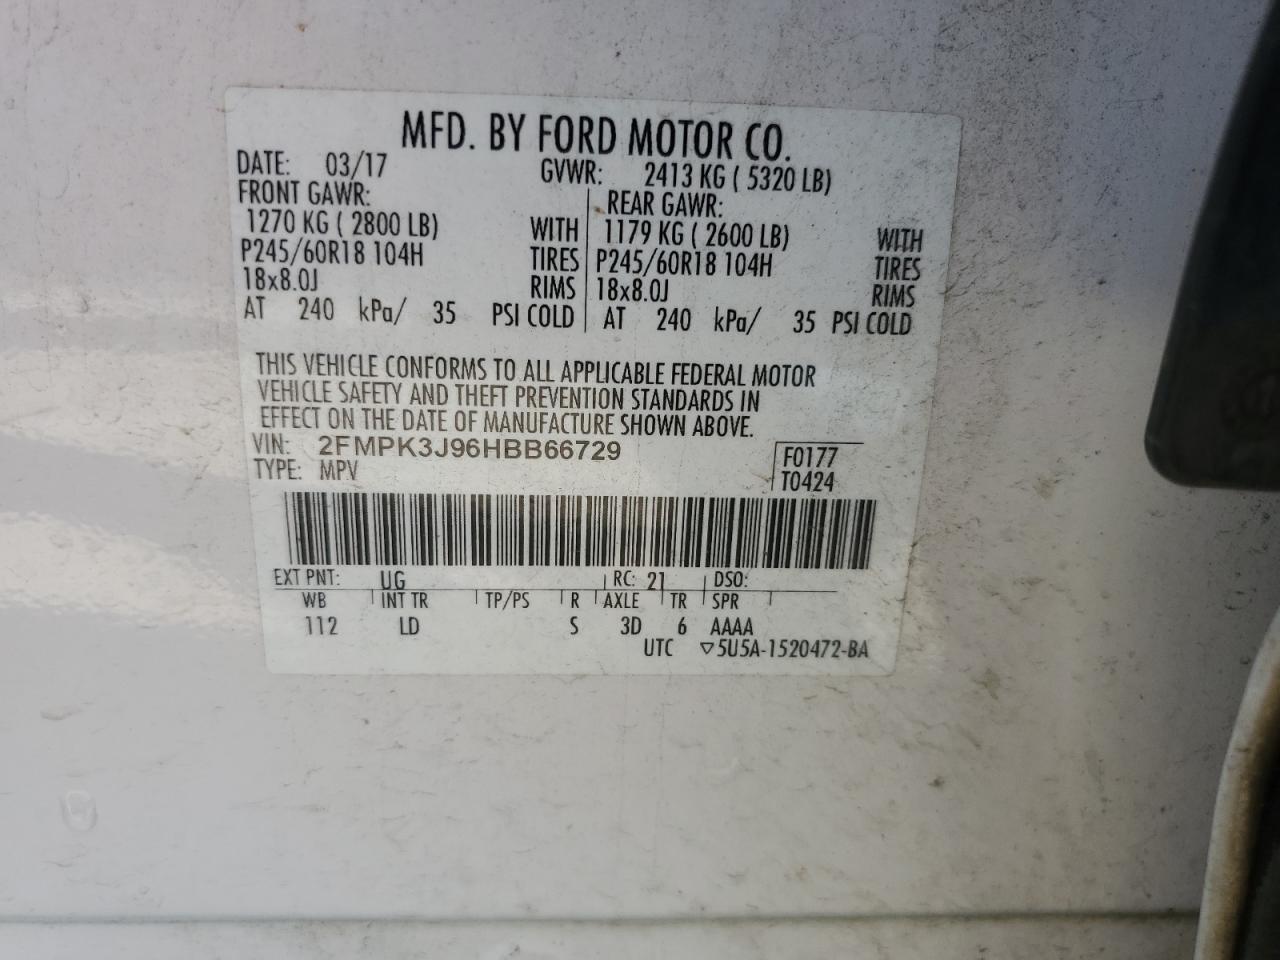 MFD. BY FORD MOTOR CO.
DATE: 03/17 GVWR: 2413 KG ( 5320 LB)
FRONT GAWR: REAR GAWR:
1270 KG ( 2800 LB) WITH 1179 KG ( 2600 LB) WITH
P245/60R18 104H TIRES P245/60R18 104H TIRES
18x8.0J RIMS 18x8.0J RIMS
AT 240 kPa/ 35 PSI COLD AT 240 kPa/ 35 PSI COLD
THIS VEHICLE CONFORMS TO ALL APPLICABLE FEDERAL MOTOR
VEHICLE SAFETY AND THEFT PREVENTION STANDARDS IN
EFFECT ON THE DATE OF MANUFACTURE SHOWN ABOVE.
VIN: 2FMPK3J96HBB66729 F0177
TYPE: MPV T0424
EXT PNT: UG RC: 21 DSO:
WB INT TR TP/PS R AXLE TR SPR
112 LD S 3D 6 AAAA
UTC ▽5U5A-1520472-BA